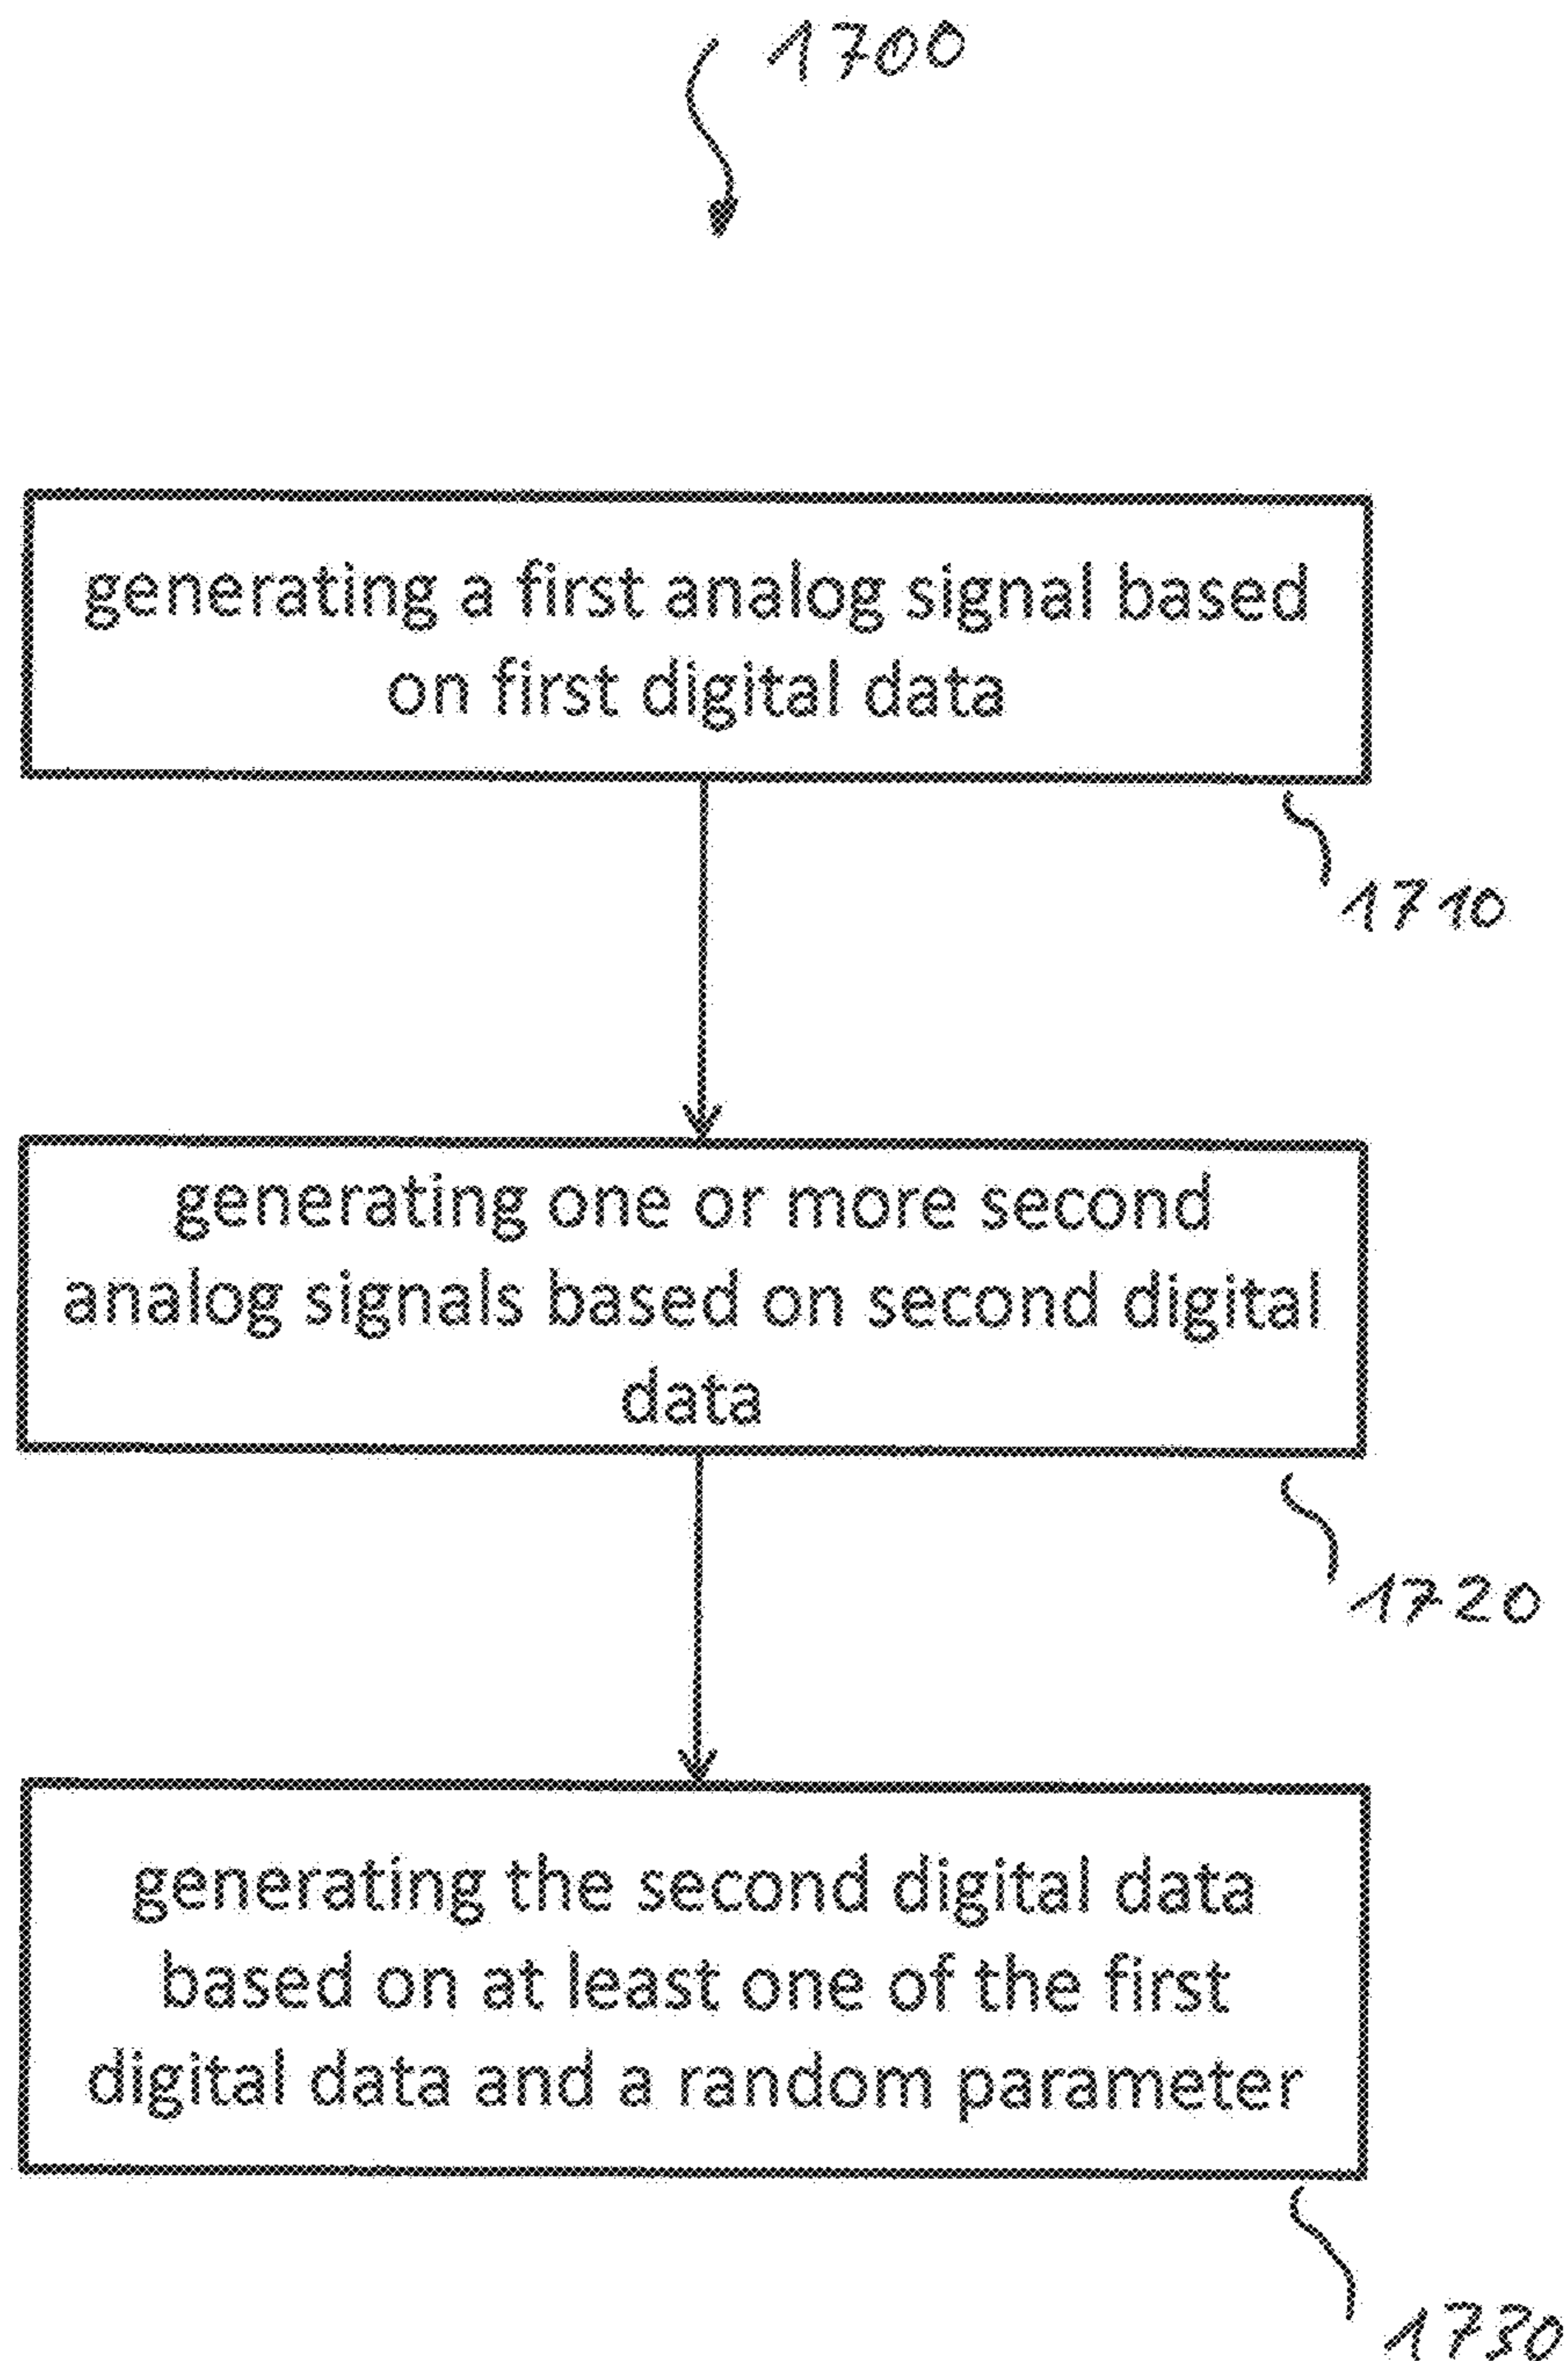 1700
generating a first analog signal based
on first digital data
1710
generating one or more second
analog signals based on second digital
data
1720
generating the second digital data
based on at least one of the first
digital data and a random parameter
1730